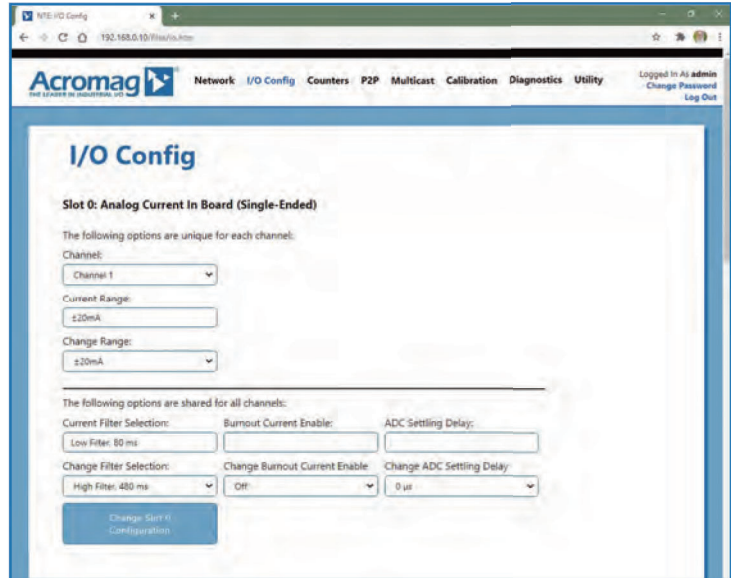 NTE: I/O Config
192.168.0.10/files/io.htm
Logged In As admin
Acromag
THE LEADER IN INDUSTRIAL I/O
Network I/O Config Counters P2P Multicast Calibration Diagnostics Utility
Change Password
Log Out
I/O Config
Slot 0: Analog Current In Board (Single-Ended)
The following options are unique for each channel:
Channel:
Channel 1
Current Range:
±20mA
Change Range:
±20mA
The following options are shared for all channels:
Current Filter Selection: Burnout Current Enable: ADC Settling Delay:
Low Filter, 80 ms
Change Filter Selection: Change Burnout Current Enable Change ADC Settling Delay
High Filter, 480 ms Off 0 µs
Change Slot 0
Configuration